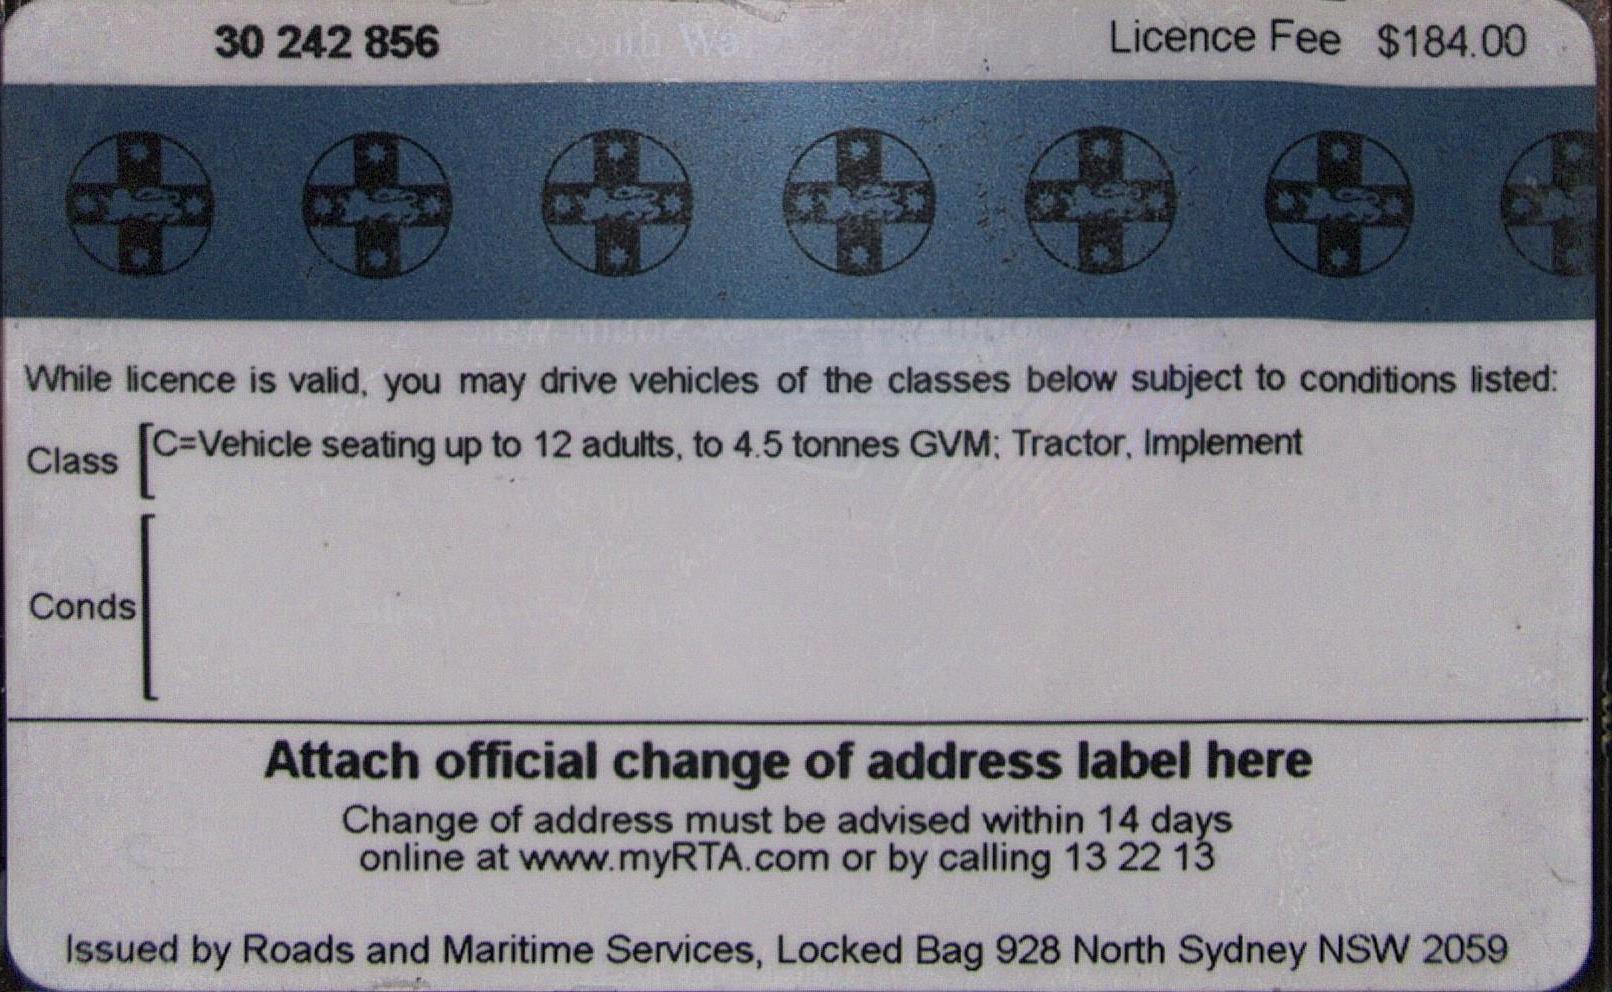 30 242 856 Licence Fee $184.00
While licence is valid, you may drive vehicles of the classes below subject to conditions listed:
Class [C=Vehicle seating up to 12 adults, to 4.5 tonnes GVM; Tractor, Implement
Conds [
Attach official change of address label here
Change of address must be advised within 14 days
online at www.myRTA.com or by calling 13 22 13
Issued by Roads and Maritime Services, Locked Bag 928 North Sydney NSW 2059